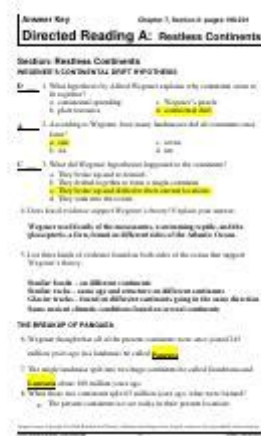 Answer Key
Directed Reading A: Restless Continents
Section: Restless Continents
WEGENER'S CONTINENTAL DRIFT HYPOTHESIS
D 1. What hypothesis by Alfred Wegener explains why continents seem to
fit together?
a. continental spreading c. Wegener's puzzle
b. plate tectonics d. continental drift
A 2. According to Wegener, how many landmasses did all continents once
form?
a. one c. seven
b. six d. ten
C 3. What did Wegener hypothesize happened to the continents?
a. They broke up and re-formed.
b. They drifted together to form a single continent.
c. They broke up and drifted to their current locations.
d. They sank into the ocean.
4. Does fossil evidence support Wegener's theory? Explain your answer.
Wegener used fossils of the mesosaurus, a swimming reptile, and the
glossopteris, a fern, found on different sides of the Atlantic Ocean.
5. List three kinds of evidence found on both sides of the ocean that support
Wegener's theory.
Similar fossils - on different continents
Similar rocks - same age and structure on different continents
Glacier tracks - found on different continents going in the same direction
Same ancient climatic conditions based on several continents
THE BREAKUP OF PANGAEA
6. Wegener thought that all of the present continents were once joined 245
million years ago in a landmass he called Pangaea
7. The single landmass split into two huge continents he called Gondwana and
Laurasia about 180 million years ago.
8. When these two continents split 65 million years ago, what were formed?
The present continents we see today in their present locations